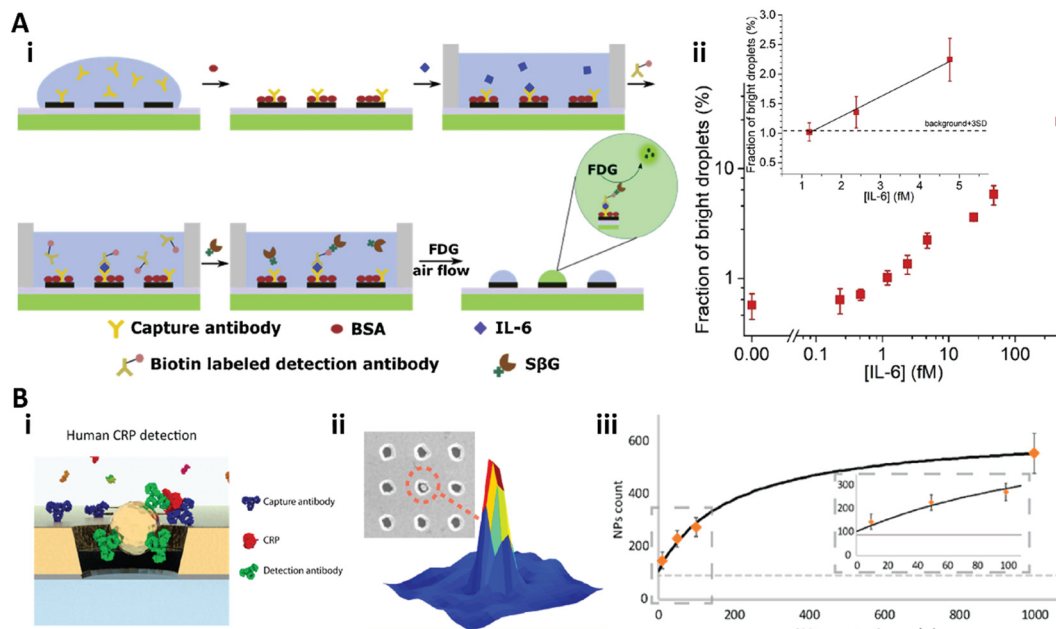 A
i
FDG
FDG
air flow
Capture antibody
BSA
IL-6
Biotin labeled detection antibody
SβG
ii
Fraction of bright droplets (%)
3.0
2.5
2.0
1.5
1.0
0.5
background+3SD
1
2
3
4
5
[IL-6] (fM)
Fraction of bright droplets (%)
10
1
0.00
0.1
1
10
100
[IL-6] (fM)
B
i
Human CRP detection
Capture antibody
CRP
Detection antibody
ii
iii
NPs count
600
400
200
0
300
200
100
0
0
20
40
60
80
100
200
400
600
800
1000